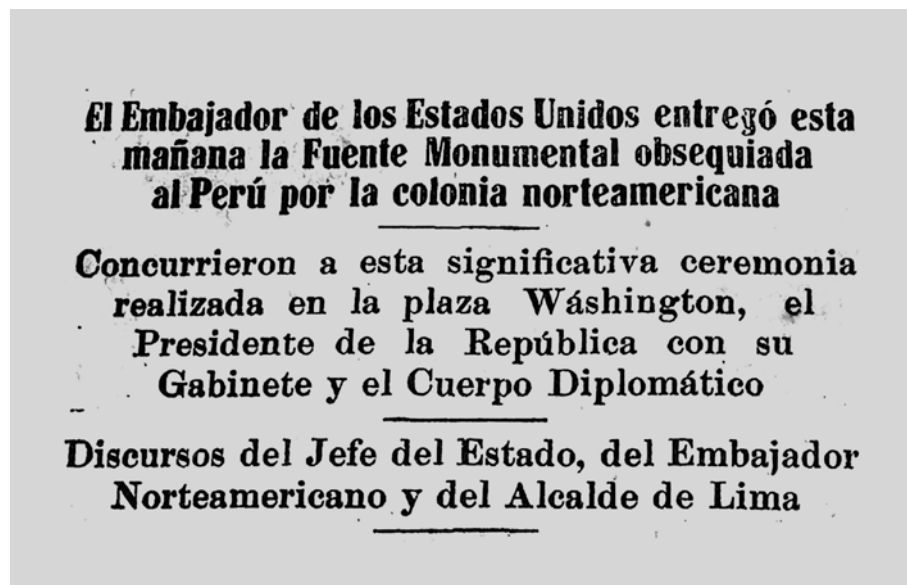 El Embajador de los Estados Unidos entregó esta
mañana la Fuente Monumental obsequiada
al Perú por la colonia norteamericana
Concurrieron a esta significativa ceremonia
realizada en la plaza Wáshington, el
Presidente de la República con su
Gabinete y el Cuerpo Diplomático
Discursos del Jefe del Estado, del Embajador
Norteamericano y del Alcalde de Lima